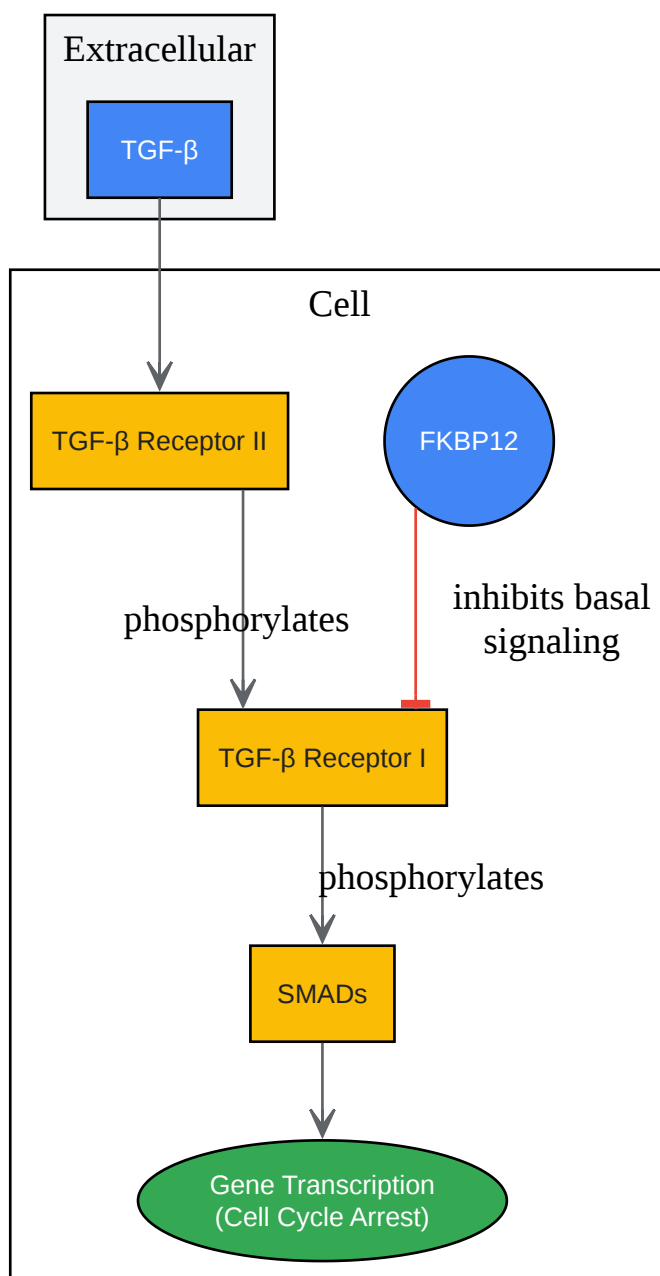 Extracellular
TGF-β
Cell
TGF-β Receptor II
FKBP12
phosphorylates
inhibits basal
signaling
TGF-β Receptor I
phosphorylates
SMADs
Gene Transcription
(Cell Cycle Arrest)